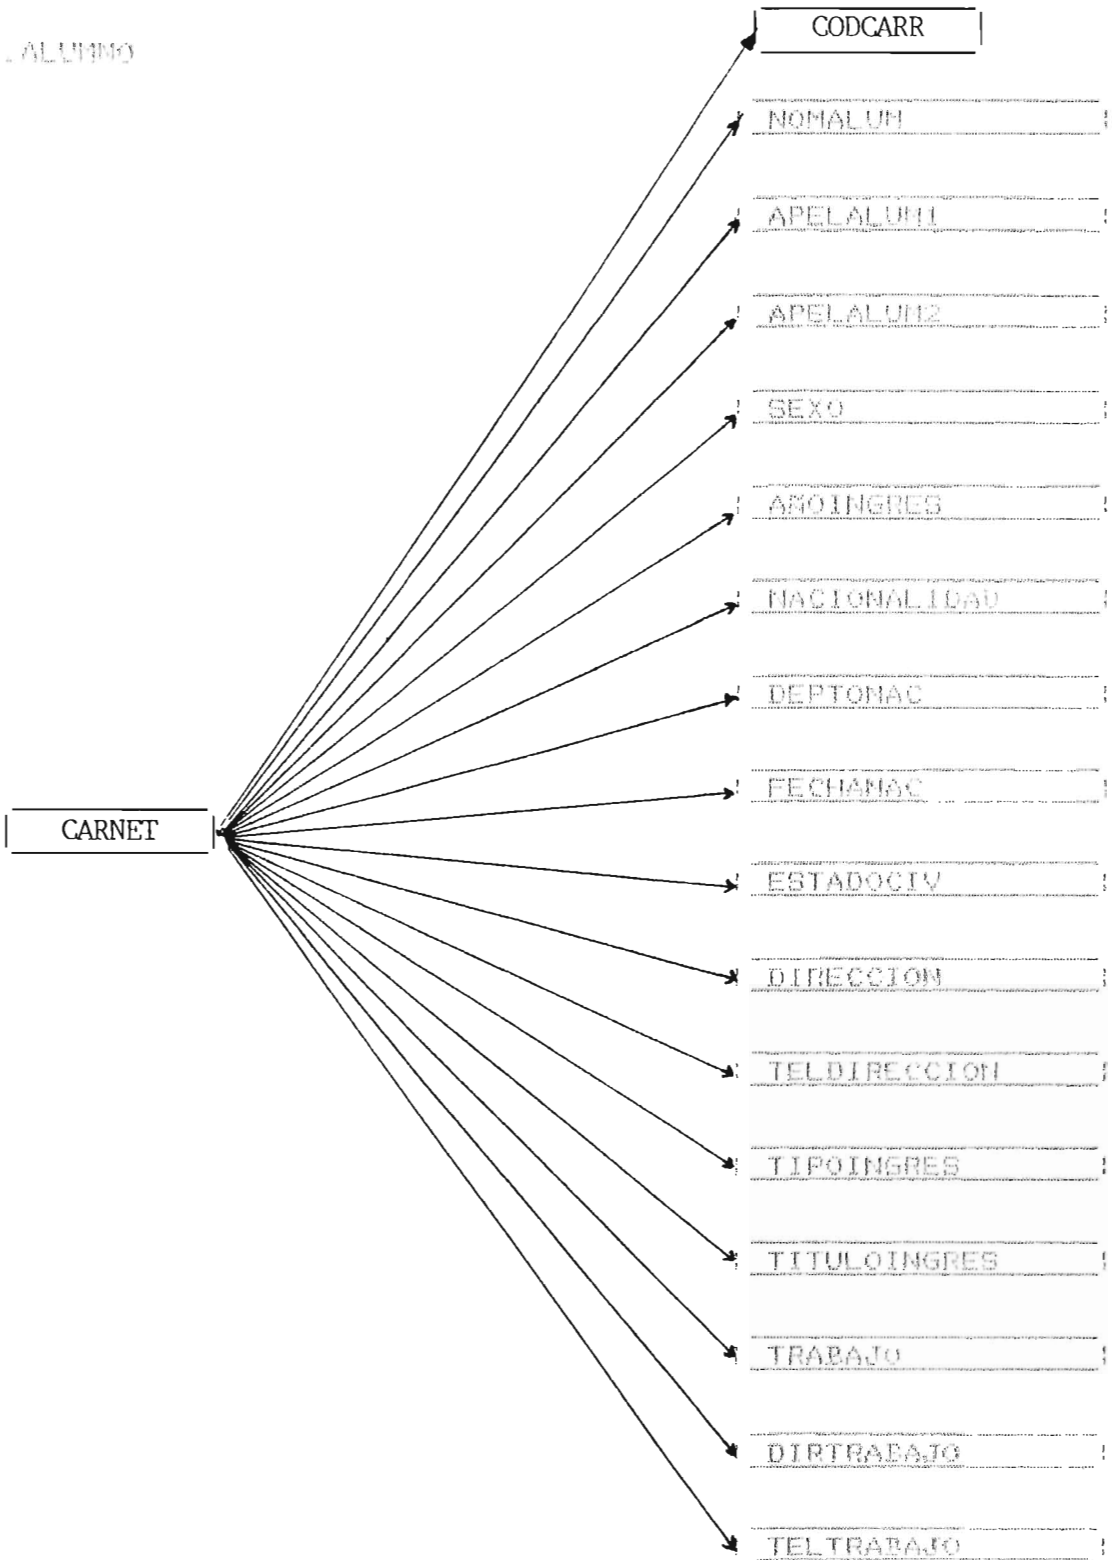 ALUMNO
CODCARR
NOMALUM
APELALUM1
APELALUM2
SEXO
ANOINGRES
NACIONALIDAD
DEPTONAC
FECHANAC
CARNET
ESTADOCIV
DIRECCION
TELDIRECCION
TIPOINGRES
TITULOINGRES
TRABAJO
DIRTRABAJO
TELTRABAJO